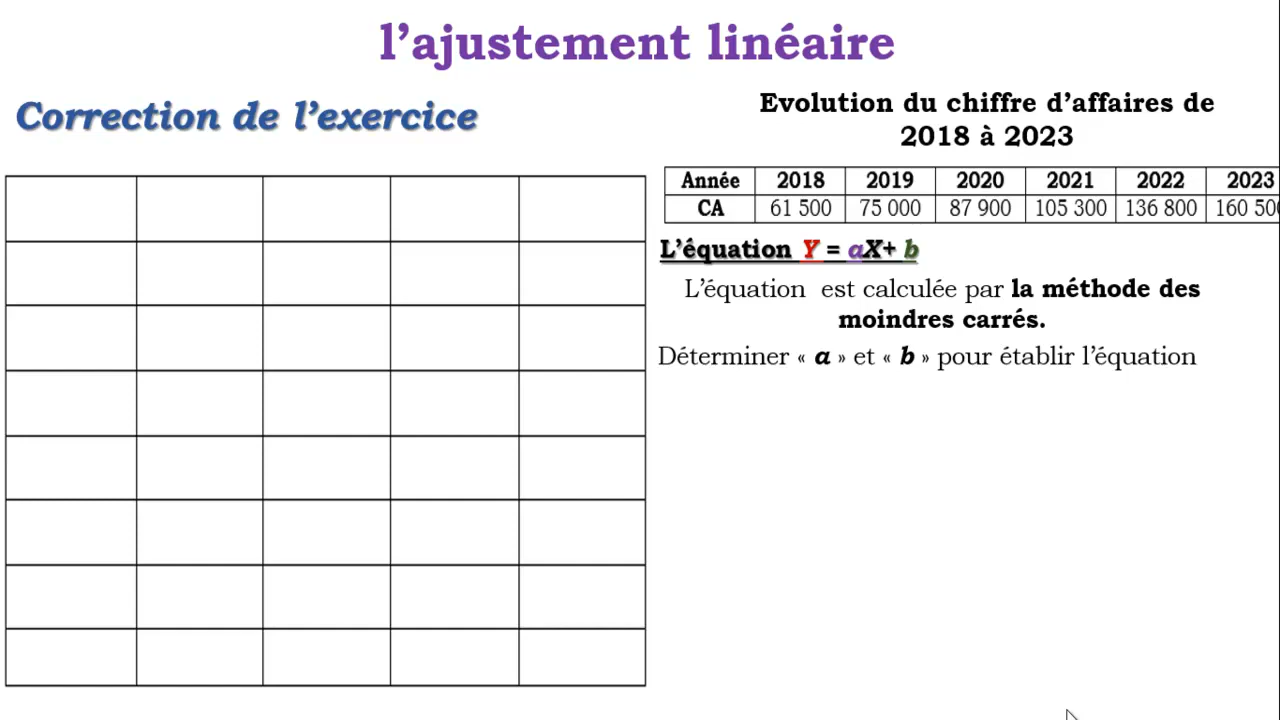 l'ajustement linéaire
Correction de l'exercice
Evolution du chiffre d'affaires de
2018 à 2023
Année 2018 2019 2020 2021 2022 2023
CA 61 500 75 000 87 900 105 300 136 800 160 50
L'équation Y = aX+ b
L'équation est calculée par la méthode des
moindres carrés.
Déterminer « a » et « b » pour établir l'équation